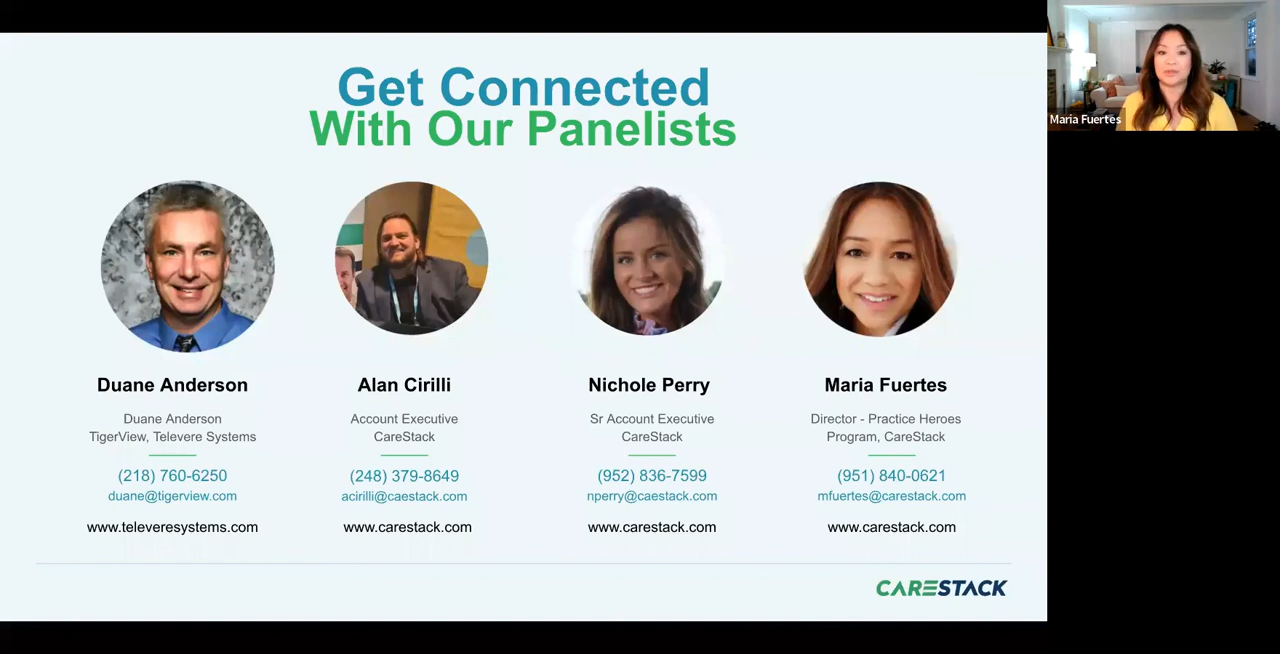 Get Connected
With Our Panelists
Maria Fuertes
Duane Anderson
Duane Anderson
TigerView, Televere Systems
(218) 760-6250
duane@tigerview.com
www.televeresystems.com
Alan Cirilli
Account Executive
CareStack
(248) 379-8649
acirilli@caestack.com
www.carestack.com
Nichole Perry
Sr Account Executive
CareStack
(952) 836-7599
nperry@caestack.com
www.carestack.com
Maria Fuertes
Director - Practice Heroes
Program, CareStack
(951) 840-0621
mfuertes@carestack.com
www.carestack.com
CARESTACK